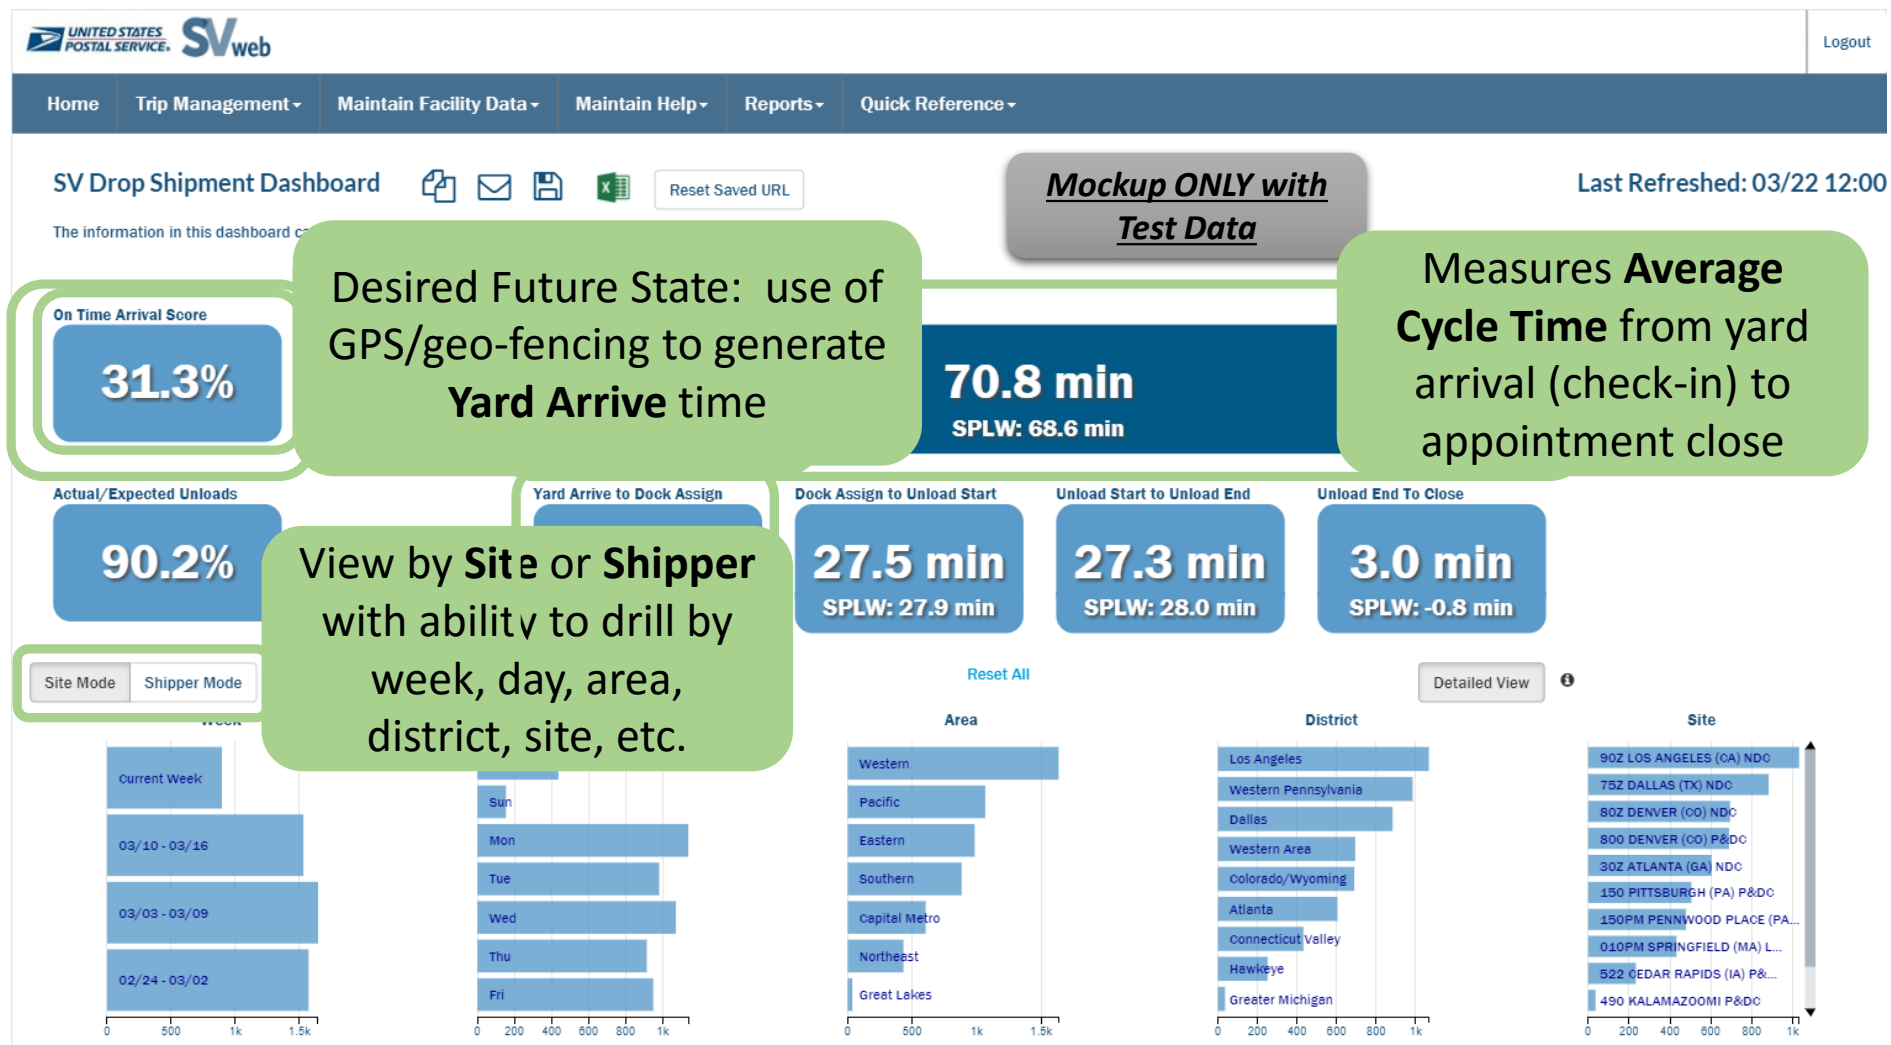 UNITED STATES
POSTAL SERVICE.
SVweb
Logout
Home
Trip Management
Maintain Facility Data
Maintain Help
Reports
Quick Reference
SV Drop Shipment Dashboard
Reset Saved URL
Mockup ONLY with
Test Data
Last Refreshed: 03/22 12:00
The information in this dashboard
Desired Future State: use of
GPS/geo-fencing to generate
Yard Arrive time
Measures Average
Cycle Time from yard
arrival (check-in) to
appointment close
On Time Arrival Score
31.3%
70.8 min
SPLW: 68.6 min
Actual/Expected Unloads
90.2%
Yard Arrive to Dock Assign
Dock Assign to Unload Start
27.5 min
SPLW: 27.9 min
Unload Start to Unload End
27.3 min
SPLW: 28.0 min
Unload End To Close
3.0 min
SPLW: -0.8 min
View by Site or Shipper
with ability to drill by
week, day, area,
district, site, etc.
Site Mode
Shipper Mode
Reset All
Detailed View
Week
Current Week
03/10 - 03/16
03/03 - 03/09
02/24 - 03/02
0 500 1k 1.5k
Sun
Mon
Tue
Wed
Thu
Fri
0 200 400 600 800 1k
Area
Western
Pacific
Eastern
Southern
Capital Metro
Northeast
Great Lakes
0 500 1k 1.5k
District
Los Angeles
Western Pennsylvania
Dallas
Western Area
Colorado/Wyoming
Atlanta
Connecticut Valley
Hawkeye
Greater Michigan
0 200 400 600 800 1k
Site
90Z LOS ANGELES (CA) NDC
75Z DALLAS (TX) NDC
80Z DENVER (CO) NDC
800 DENVER (CO) P&DC
30Z ATLANTA (GA) NDC
150 PITTSBURGH (PA) P&DC
150PM PENNWOOD PLACE (PA...
010PM SPRINGFIELD (MA) L...
522 CEDAR RAPIDS (IA) P&...
490 KALAMAZOOMI P&DC
0 200 400 600 800 1k